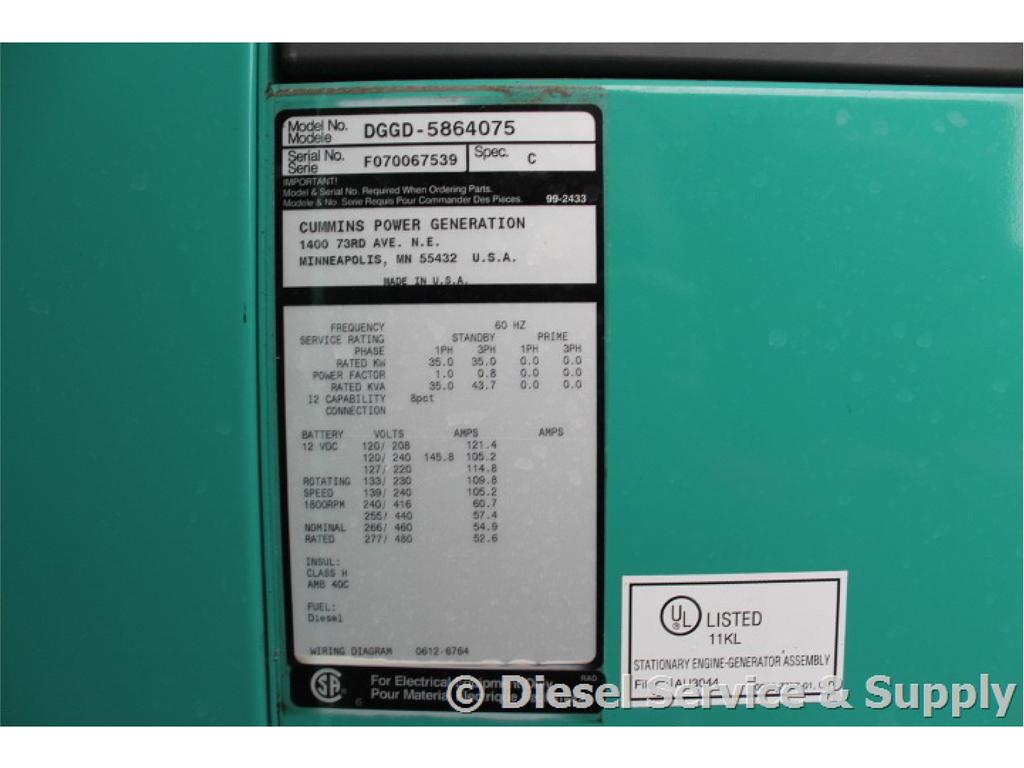 Model No. DGGD-5864075
Modele
Serial No. F070067539 Spec. C
Serie
IMPORTANT!
Model & Serial No. Required When Ordering Parts.
Modele & No. Serie Requis Pour Commander Des Pieces. 99-2433
CUMMINS POWER GENERATION
1400 73RD AVE. N.E.
MINNEAPOLIS, MN 55432 U.S.A.
MADE IN U.S.A.
FREQUENCY 60 HZ
SERVICE RATING STANDBY PRIME
PHASE 1PH 3PH 1PH 3PH
RATED KW 35.0 35.0 0.0 0.0
POWER FACTOR 1.0 0.8 0.0 0.0
RATED KVA 35.0 43.7 0.0 0.0
I2 CAPABILITY 8pct
CONNECTION
BATTERY VOLTS AMPS AMPS
12 VDC 120/ 208 121.4
120/ 240 145.8 105.2
127/ 220 114.8
ROTATING 133/ 230 109.8
SPEED 139/ 240 105.2
1800RPM 240/ 416 60.7
255/ 440 57.4
NOMINAL 266/ 460 54.9
RATED 277/ 480 52.6
INSUL:
CLASS H
AMB 40C
FUEL:
Diesel
WIRING DIAGRAM 0612-6764
For Electrical Equipment Only RAD
Pour Materiel Electrique
6
UL LISTED
11KL
STATIONARY ENGINE-GENERATOR ASSEMBLY
File AU3044
© Diesel Service & Supply